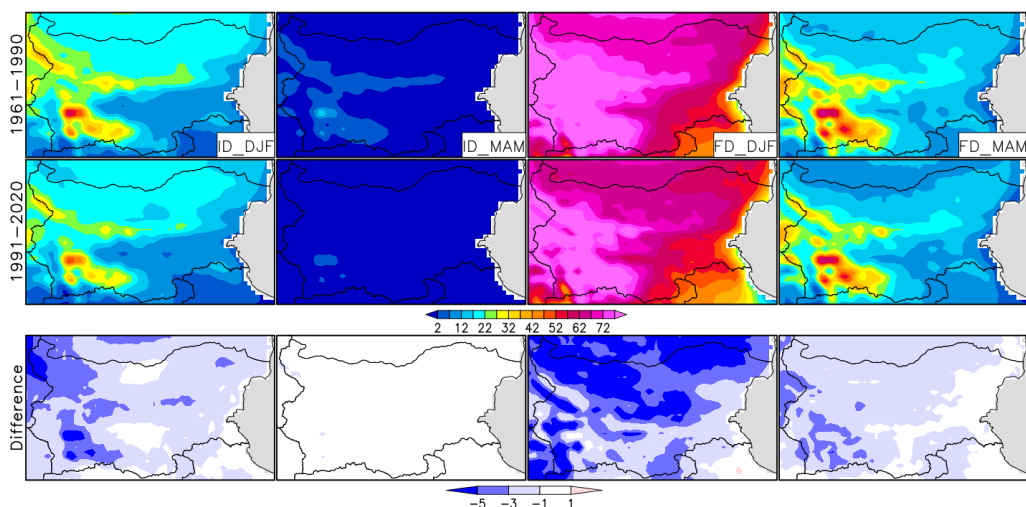 1961−1990
ID_DJF
ID_MAM
FD_DJF
FD_MAM
1991−2020
2 12 22 32 42 52 62 72
Difference
−5 −3 −1 1